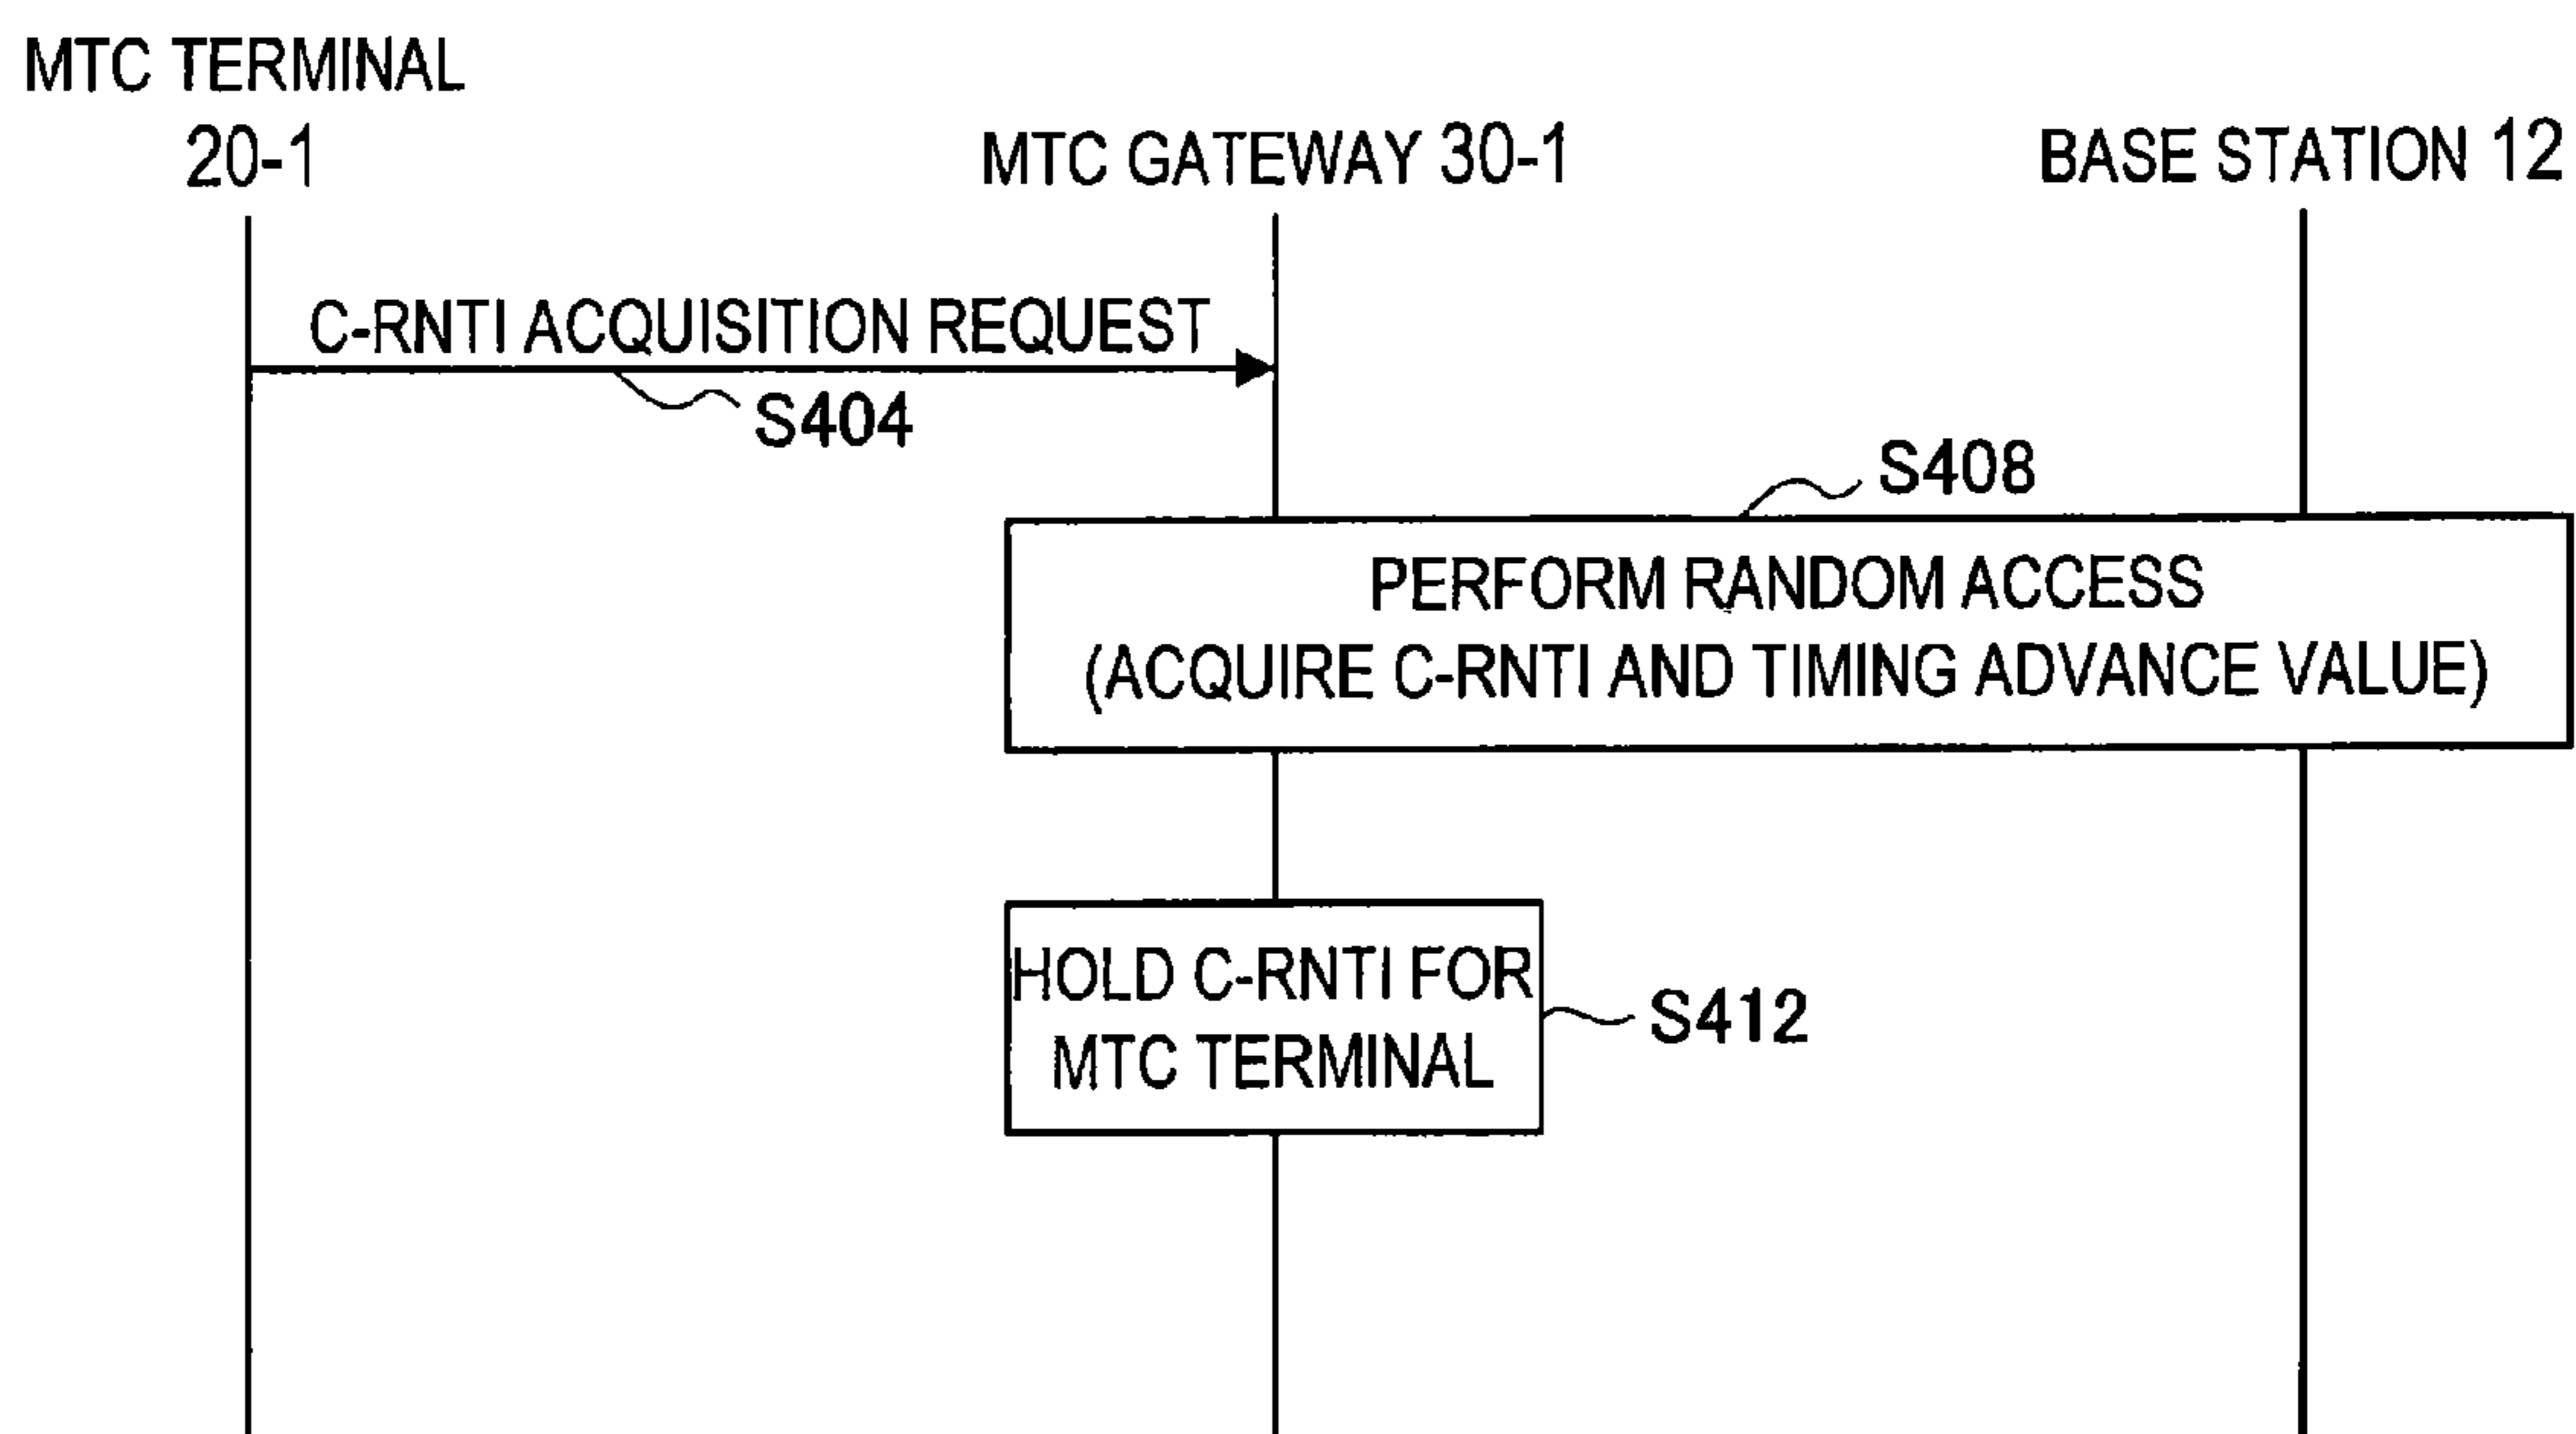 MTC TERMINAL
20-1
MTC GATEWAY 30-1
BASE STATION 12
C-RNTI ACQUISITION REQUEST
S404
S408
PERFORM RANDOM ACCESS
(ACQUIRE C-RNTI AND TIMING ADVANCE VALUE)
HOLD C-RNTI FOR
MTC TERMINAL
S412